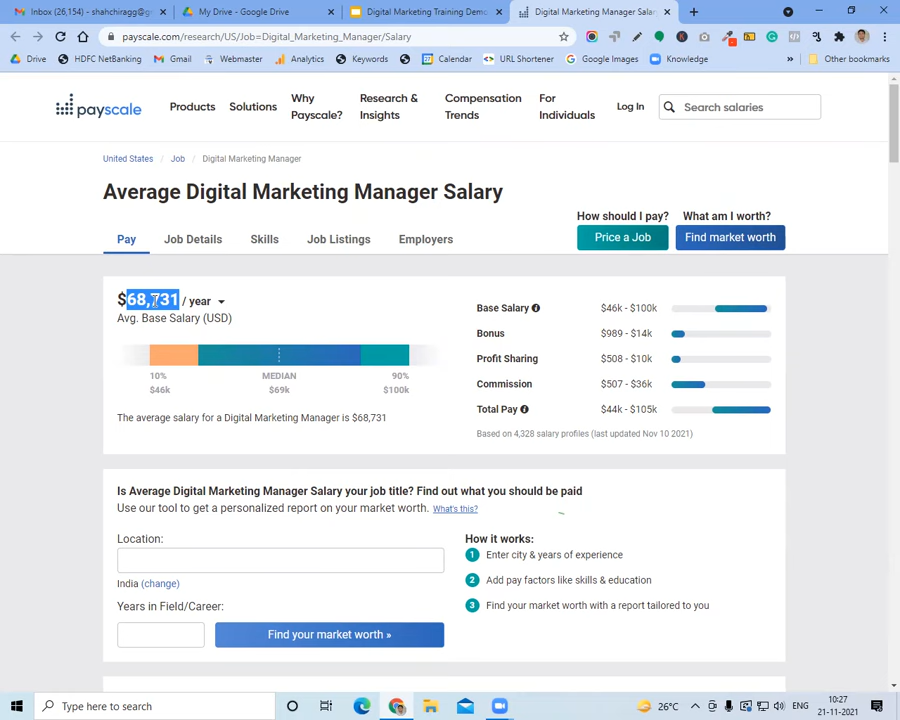 Inbox (26,154) - shahchiragg@g
My Drive - Google Drive
Digital Marketing Training Demo
Digital Marketing Manager Salar
payscale.com/research/US/Job=Digital_Marketing_Manager/Salary
Drive
HDFC NetBanking
Gmail
Webmaster
Analytics
Keywords
Calendar
URL Shortener
Google Images
Knowledge
»
Other bookmarks
payscale
Products
Solutions
Why
Payscale?
Research &
Insights
Compensation
Trends
For
Individuals
Log In
Search salaries
United States / Job / Digital Marketing Manager
Average Digital Marketing Manager Salary
How should I pay?
What am I worth?
Pay
Job Details
Skills
Job Listings
Employers
Price a Job
Find market worth
$68,731 / year
Avg. Base Salary (USD)
10%
MEDIAN
90%
$46k
$69k
$100k
The average salary for a Digital Marketing Manager is $68,731
Base Salary
$46k - $100k
Bonus
$989 - $14k
Profit Sharing
$508 - $10k
Commission
$507 - $36k
Total Pay
$44k - $105k
Based on 4,328 salary profiles (last updated Nov 10 2021)
Is Average Digital Marketing Manager Salary your job title? Find out what you should be paid
Use our tool to get a personalized report on your market worth. What's this?
Location:
India (change)
Years in Field/Career:
Find your market worth »
How it works:
1 Enter city & years of experience
2 Add pay factors like skills & education
3 Find your market worth with a report tailored to you
Type here to search
26°C
ENG
10:27
21-11-2021